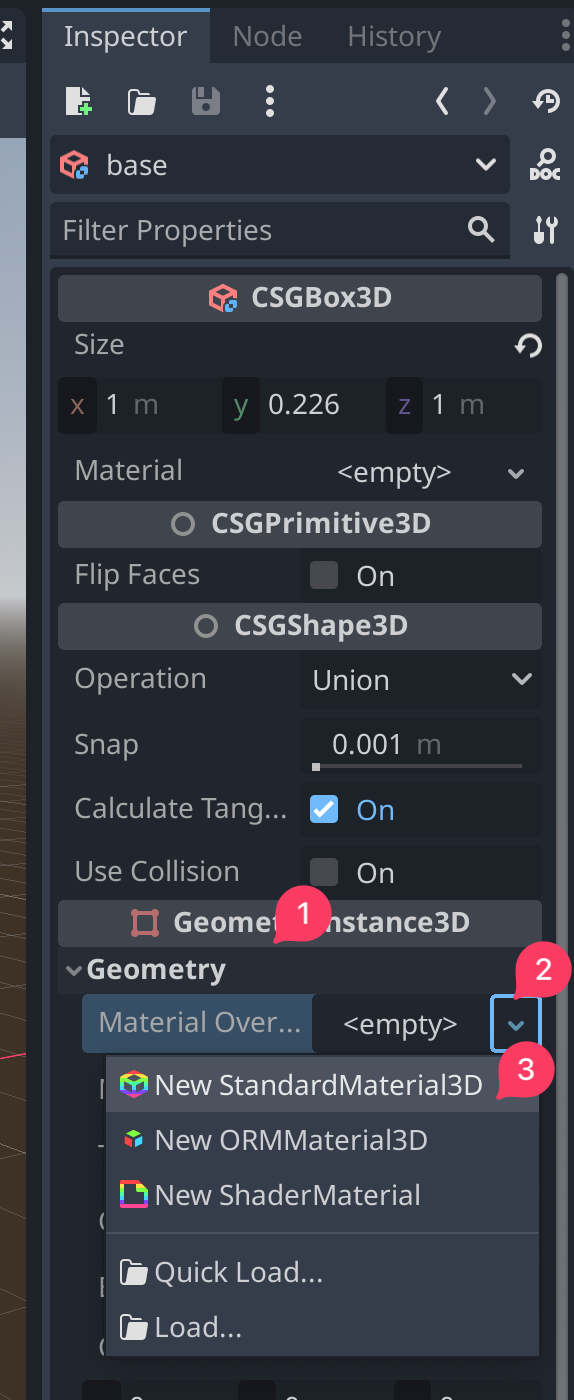 Inspector Node History
base
DOC
Filter Properties
CSGBox3D
Size
x 1 m y 0.226 z 1 m
Material <empty>
CSGPrimitive3D
Flip Faces On
CSGShape3D
Operation Union
Snap 0.001 m
Calculate Tang... On
Use Collision On
1
Geometry
2
Material Over... <empty>
3
New StandardMaterial3D
New ORMMaterial3D
New ShaderMaterial
Quick Load...
Load...